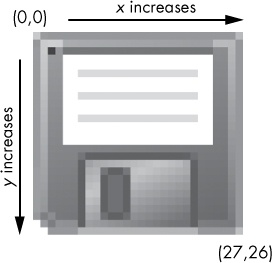 (0,0)
x increases
y increases
(27,26)